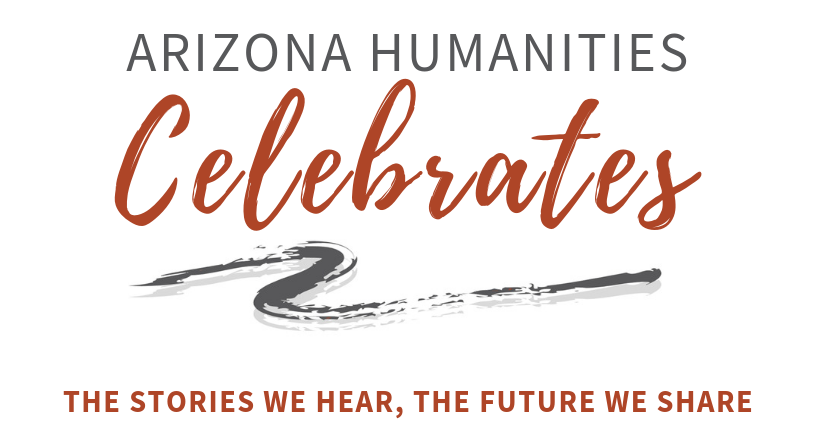 ARIZONA HUMANITIES
Celebrates
THE STORIES WE HEAR, THE FUTURE WE SHARE